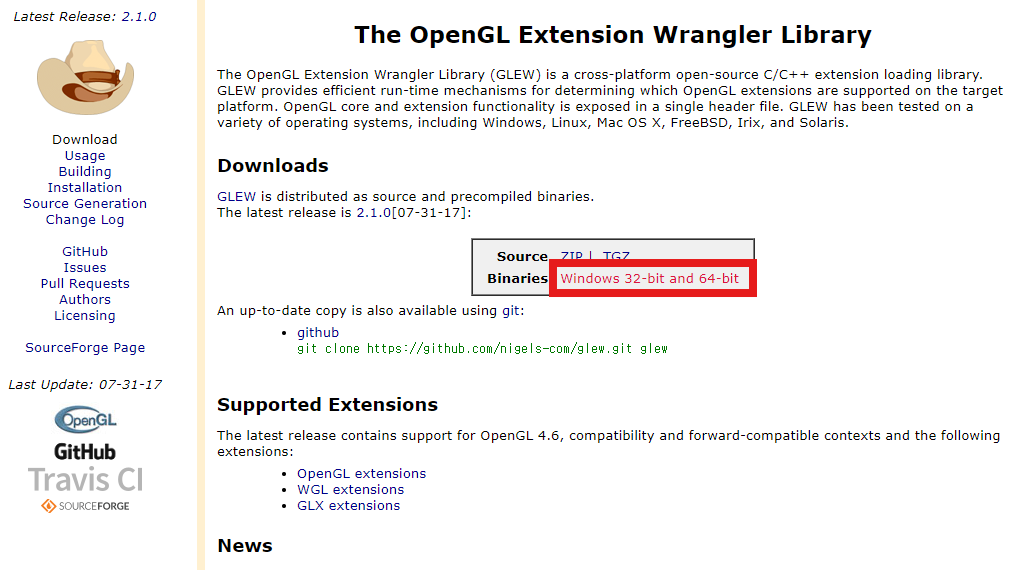 Latest Release: 2.1.0
Download
Usage
Building
Installation
Source Generation
Change Log
GitHub
Issues
Pull Requests
Authors
Licensing
SourceForge Page
Last Update: 07-31-17
OpenGL
GitHub
Travis CI
SOURCEFORGE
The OpenGL Extension Wrangler Library
The OpenGL Extension Wrangler Library (GLEW) is a cross-platform open-source C/C++ extension loading library.
GLEW provides efficient run-time mechanisms for determining which OpenGL extensions are supported on the target
platform. OpenGL core and extension functionality is exposed in a single header file. GLEW has been tested on a
variety of operating systems, including Windows, Linux, Mac OS X, FreeBSD, Irix, and Solaris.
Downloads
GLEW is distributed as source and precompiled binaries.
The latest release is 2.1.0[07-31-17]:
Source ZIP | TGZ
Binaries Windows 32-bit and 64-bit
An up-to-date copy is also available using git:
• github
git clone https://github.com/nigels-com/glew.git glew
Supported Extensions
The latest release contains support for OpenGL 4.6, compatibility and forward-compatible contexts and the following
extensions:
• OpenGL extensions
• WGL extensions
• GLX extensions
News